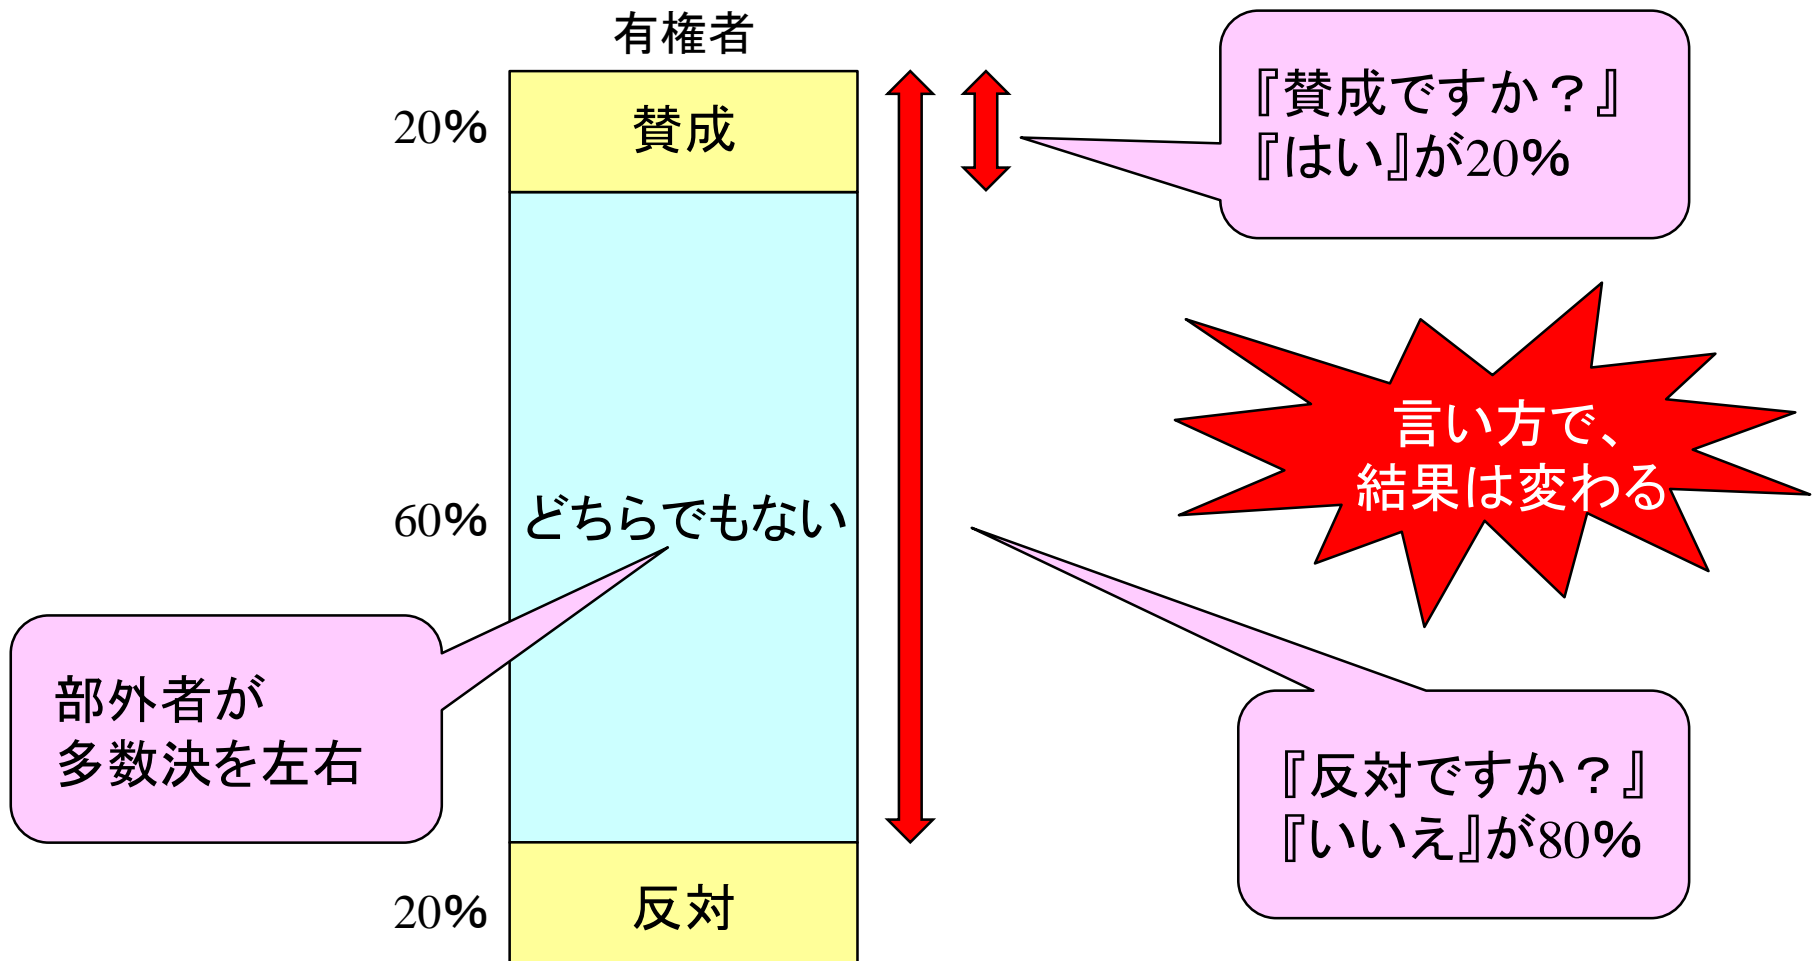 有権者
20%
賛成
『賛成ですか？』
『はい』が20%
言い方で、
結果は変わる
60%
どちらでもない
部外者が
多数決を左右
『反対ですか？』
『いいえ』が80%
20%
反対